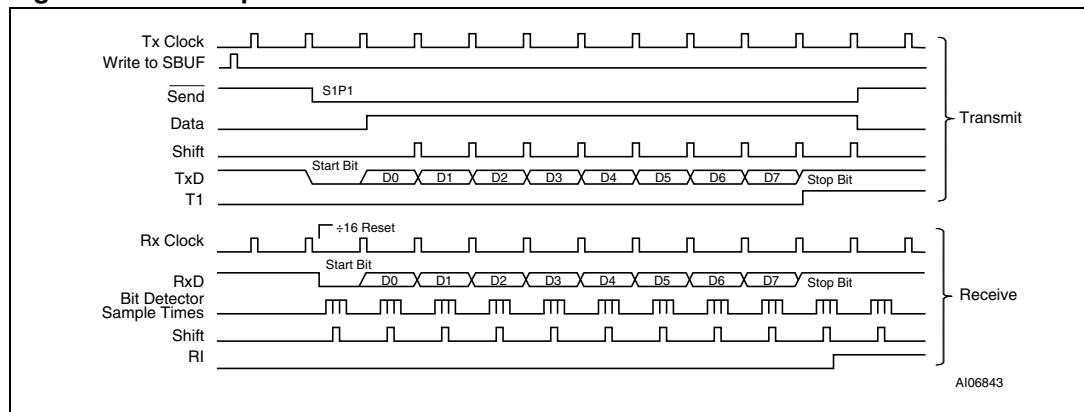 Tx Clock
Write to SBUF
Send
S1P1
Data
Shift
TxD
Start Bit
D0 D1 D2 D3 D4 D5 D6 D7
Stop Bit
T1
Transmit
÷16 Reset
Rx Clock
RxD
Start Bit
D0 D1 D2 D3 D4 D5 D6 D7
Stop Bit
Bit Detector
Sample Times
Shift
RI
Receive
AI06843